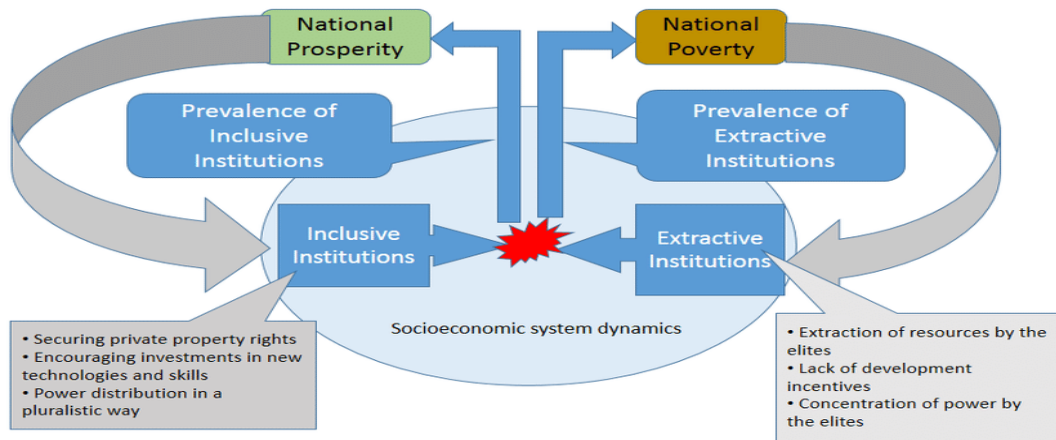 National
Prosperity
National
Poverty
Prevalence of
Inclusive
Institutions
Prevalence of
Extractive
Institutions
Inclusive
Institutions
Extractive
Institutions
Socioeconomic system dynamics
• Securing private property rights
• Encouraging investments in new
technologies and skills
• Power distribution in a
pluralistic way
• Extraction of resources by the
elites
• Lack of development
incentives
• Concentration of power by
the elites